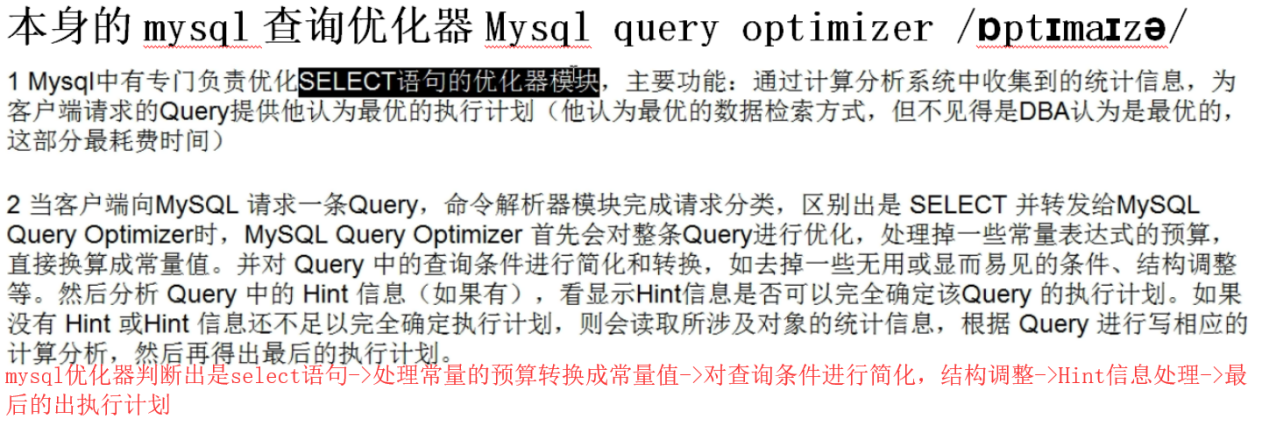 本身的mysql查询优化器Mysql query optimizer /ɒptɪmaɪzə/
1 Mysql中有专门负责优化SELECT语句的优化器模块，主要功能：通过计算分析系统中收集到的统计信息，为
客户端请求的Query提供他认为最优的执行计划（他认为最优的数据检索方式，但不见得是DBA认为是最优的，
这部分最耗费时间）
2 当客户端向MySQL 请求一条Query，命令解析器模块完成请求分类，区别出是 SELECT 并转发给MySQL
Query Optimizer时，MySQL Query Optimizer 首先会对整条Query进行优化，处理掉一些常量表达式的预算，
直接换算成常量值。并对 Query 中的查询条件进行简化和转换，如去掉一些无用或显而易见的条件、结构调整
等。然后分析 Query 中的 Hint 信息（如果有），看显示Hint信息是否可以完全确定该Query 的执行计划。如果
没有 Hint 或Hint 信息还不足以完全确定执行计划，则会读取所涉及对象的统计信息，根据 Query 进行写相应的
计算分析，然后再得出最后的执行计划。
mysql优化器判断出是select语句->处理常量的预算转换成常量值->对查询条件进行简化，结构调整->Hint信息处理->最
后的出执行计划